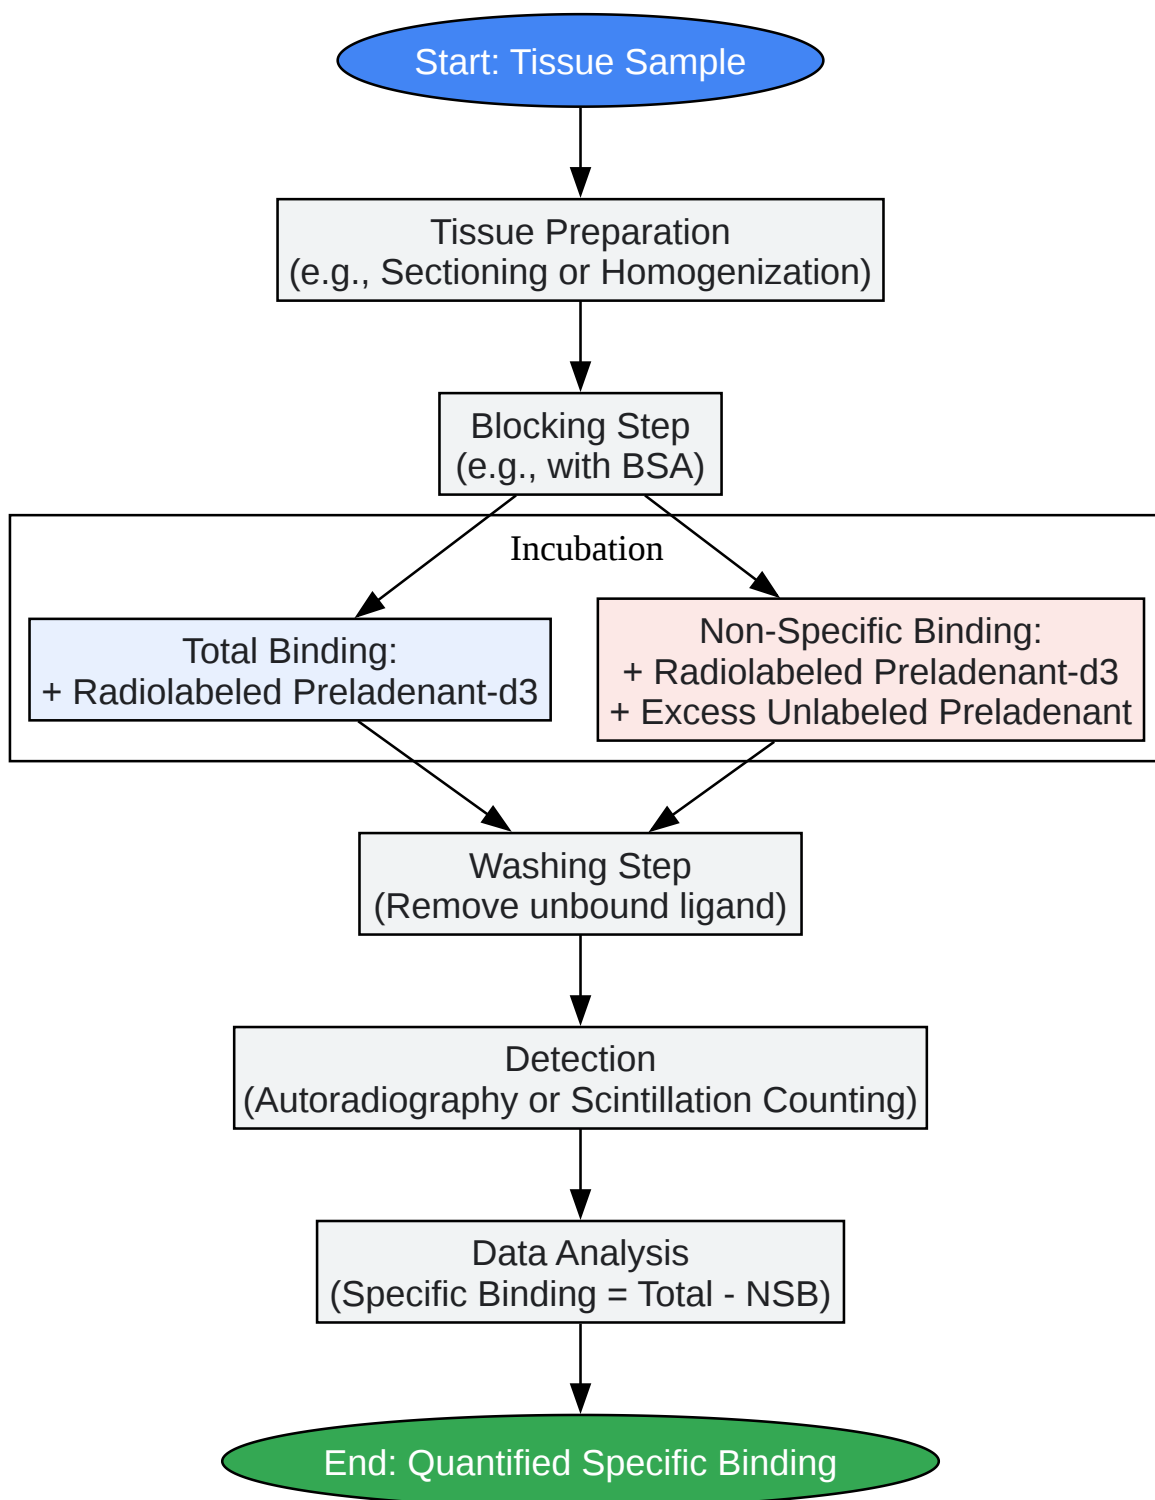 Start: Tissue Sample
Tissue Preparation
(e.g., Sectioning or Homogenization)
Blocking Step
(e.g., with BSA)
Incubation
Total Binding:
+ Radiolabeled Preladenant-d3
Non-Specific Binding:
+ Radiolabeled Preladenant-d3
+ Excess Unlabeled Preladenant
Washing Step
(Remove unbound ligand)
Detection
(Autoradiography or Scintillation Counting)
Data Analysis
(Specific Binding = Total - NSB)
End: Quantified Specific Binding